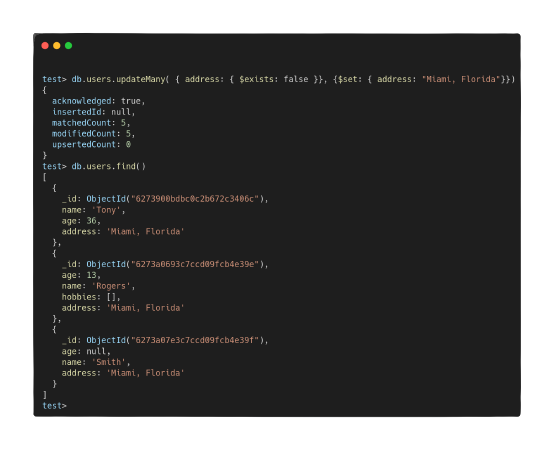 test> db.users.updateMany( { address: { $exists: false }}, {$set: { address: "Miami, Florida"}})
{
  acknowledged: true,
  insertedId: null,
  matchedCount: 5,
  modifiedCount: 5,
  upsertedCount: 0
}
test> db.users.find()
[
  {
    _id: ObjectId("6273900bdbc0c2b672c3406c"),
    name: 'Tony',
    age: 36,
    address: 'Miami, Florida'
  },
  {
    _id: ObjectId("6273a0693c7ccd09fcb4e39e"),
    age: 13,
    name: 'Rogers',
    hobbies: [],
    address: 'Miami, Florida'
  },
  {
    _id: ObjectId("6273a07e3c7ccd09fcb4e39f"),
    age: null,
    name: 'Smith',
    address: 'Miami, Florida'
  }
]
test>